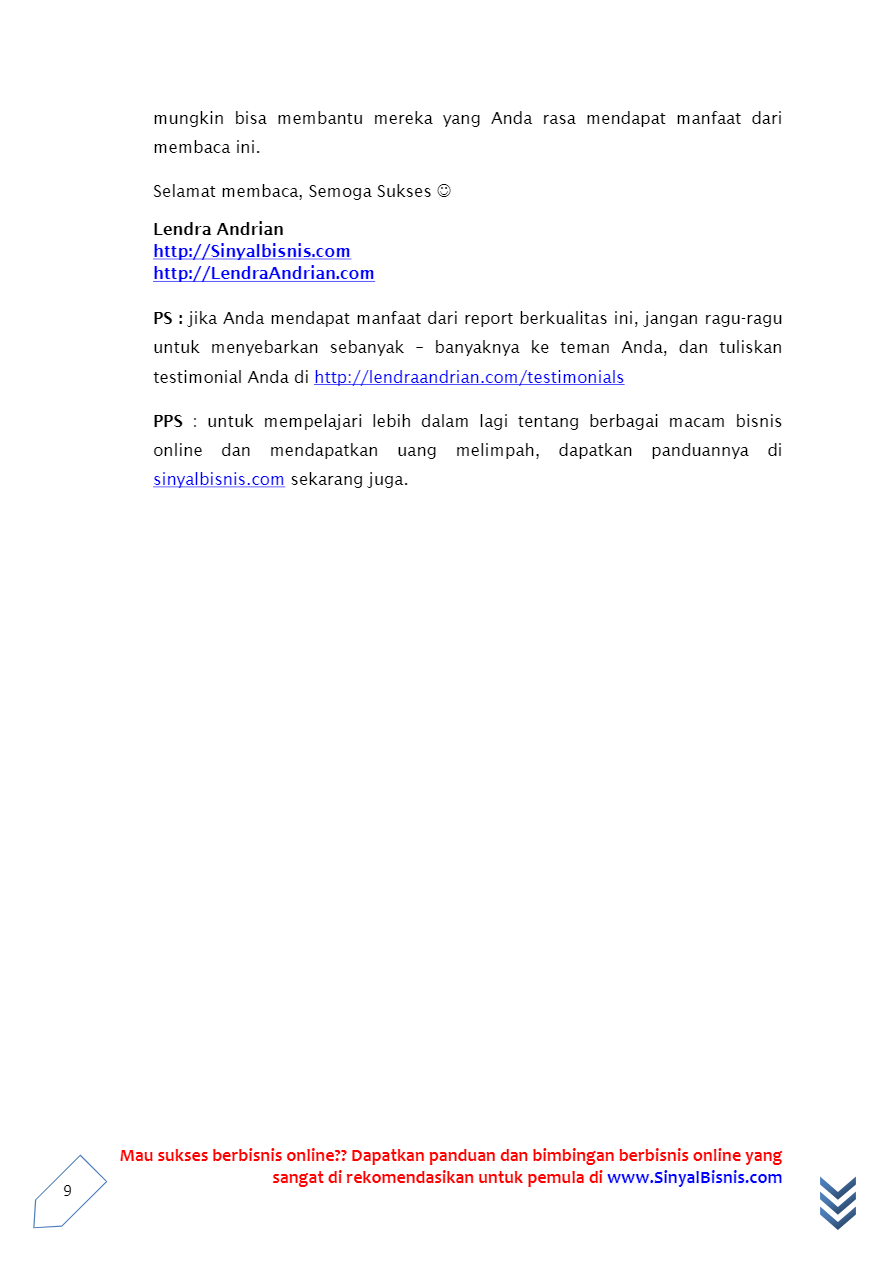 mungkin bisa membantu mereka yang Anda rasa mendapat manfaat dari
membaca ini.
Selamat membaca, Semoga Sukses ☺
Lendra Andrian
http://Sinyalbisnis.com
http://LendraAndrian.com
PS : jika Anda mendapat manfaat dari report berkualitas ini, jangan ragu-ragu
untuk menyebarkan sebanyak – banyaknya ke teman Anda, dan tuliskan
testimonial Anda di http://lendraandrian.com/testimonials
PPS : untuk mempelajari lebih dalam lagi tentang berbagai macam bisnis
online dan mendapatkan uang melimpah, dapatkan panduannya di
sinyalbisnis.com sekarang juga.
Mau sukses berbisnis online?? Dapatkan panduan dan bimbingan berbisnis online yang
sangat di rekomendasikan untuk pemula di www.SinyalBisnis.com
9